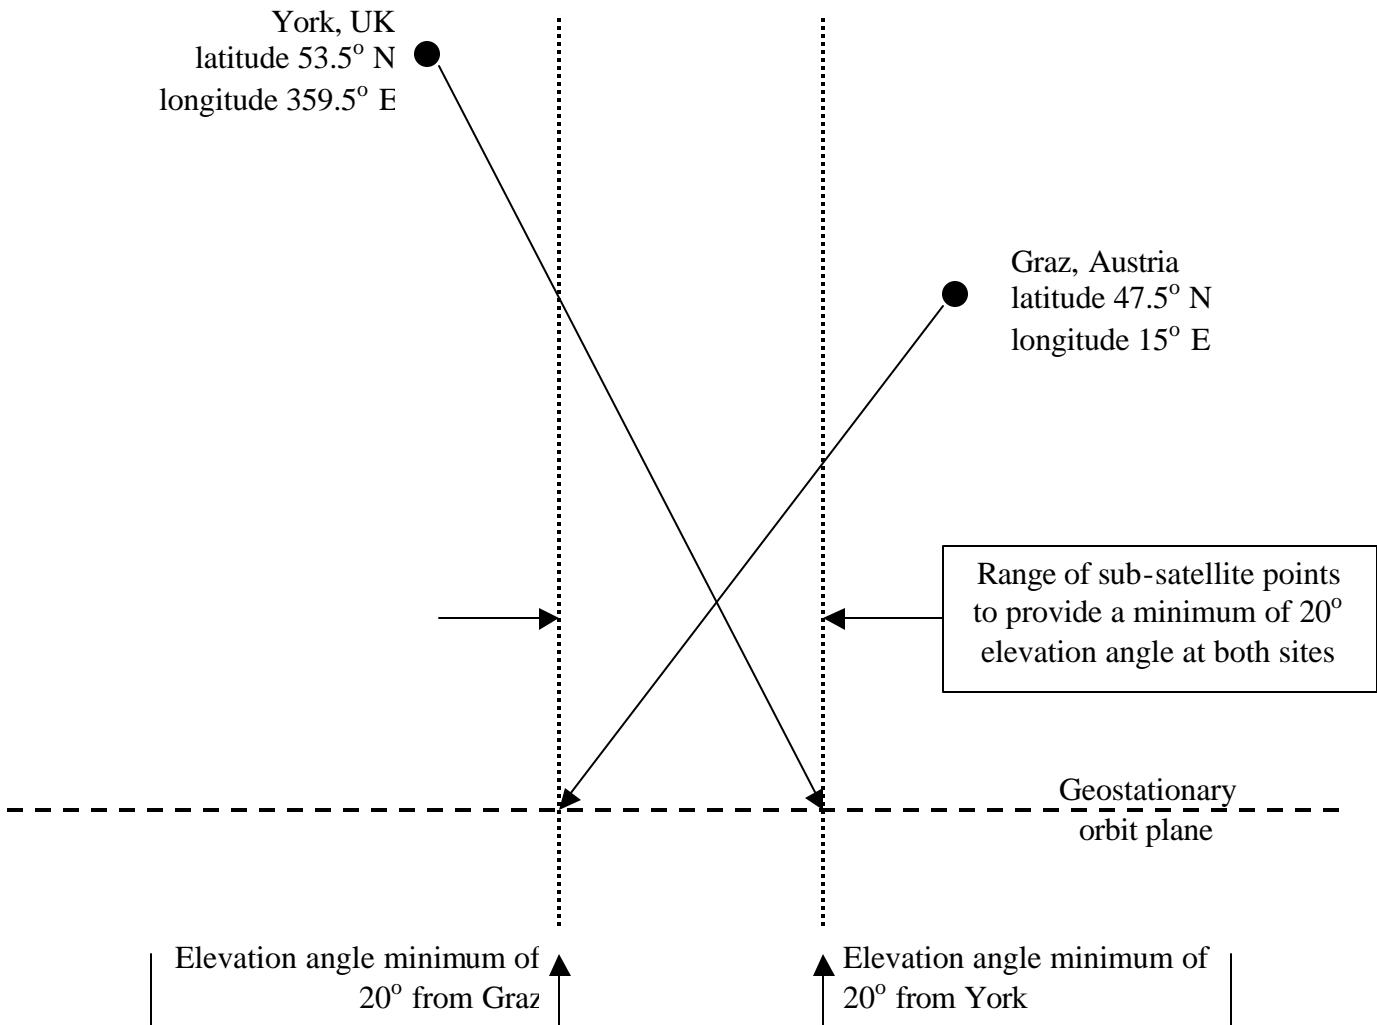 York, UK
latitude 53.5° N
longitude 359.5° E
Graz, Austria
latitude 47.5° N
longitude 15° E
Range of sub-satellite points
to provide a minimum of 20°
elevation angle at both sites
Geostationary
orbit plane
Elevation angle minimum of
20° from Graz
Elevation angle minimum of
20° from York